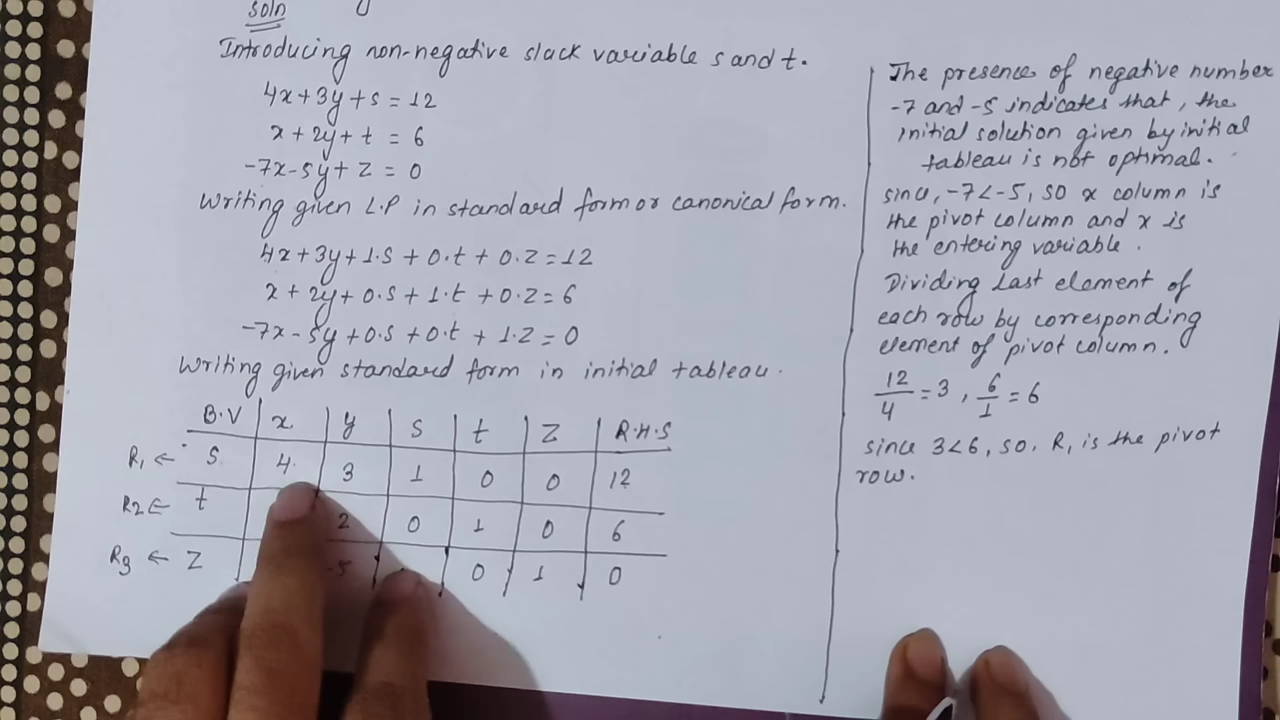 soln
Introducing non-negative slack variable s and t.
4x+3y+s = 12
x + 2y + t = 6
-7x-5y+z = 0
Writing given L.P in standard form or canonical form.
4x+3y+1.s + 0.t + 0.z = 12
x + 2y + 0.s + 1.t + 0.z = 6
-7x - 5y + 0.s + 0.t + 1.z = 0
Writing given standard form in initial tableau.
B.V x y s t z R.H.S
R1 ← s 4 3 1 0 0 12
R2 ← t 2 0 1 0 6
R3 ← z -5 0 1 0
The presence of negative number
-7 and -5 indicates that, the
initial solution given by initial
tableau is not optimal.
since, -7<-5, so x column is
the pivot column and x is
the entering variable.
Dividing last element of
each row by corresponding
element of pivot column.
12/4 = 3, 6/1 = 6
since 3<6, so, R1 is the pivot
row.